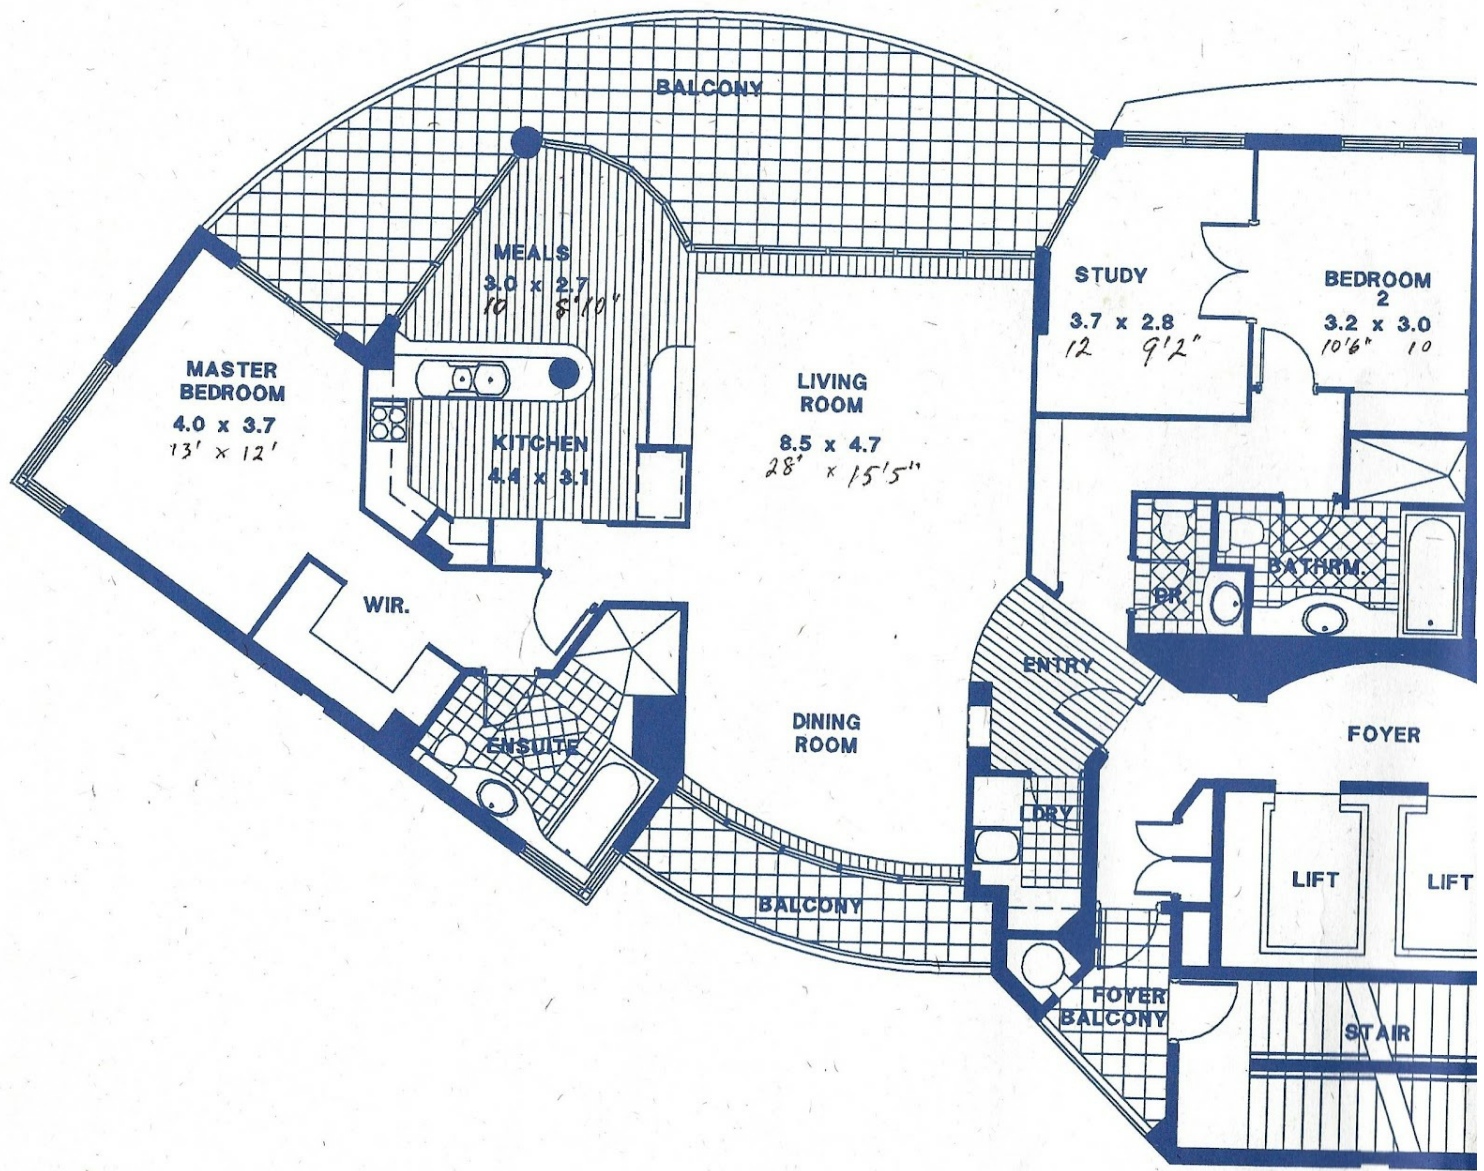 BALCONY
MEALS
3.0 x 2.7
10 8'10"
STUDY
3.7 x 2.8
12 9'2"
BEDROOM
2
3.2 x 3.0
10'6" 10
MASTER
BEDROOM
4.0 x 3.7
13' x 12'
LIVING
ROOM
8.5 x 4.7
28' x 15'5"
KITCHEN
4.4 x 3.1
WIR.
BATHRM.
DR.
ENTRY
DINING
ROOM
ENSUITE
FOYER
LDRY
LIFT
LIFT
BALCONY
FOYER
BALCONY
STAIR